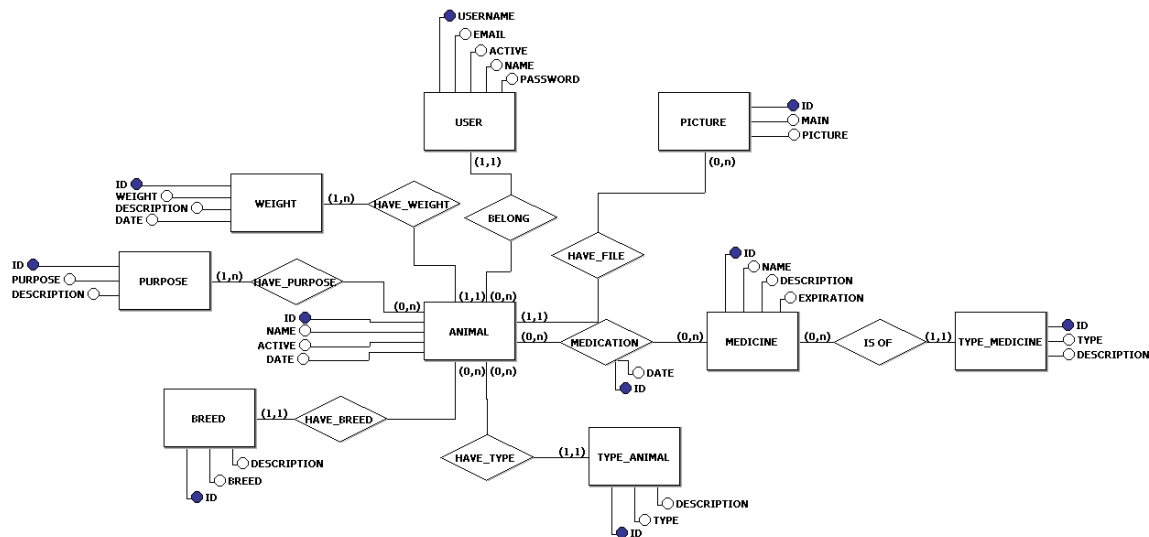 USERNAME
EMAIL
ACTIVE
NAME
PASSWORD
USER
(1,1)
PICTURE
ID
MAIN
PICTURE
(0,n)
ID
WEIGHT
DESCRIPTION
DATE
WEIGHT
(1,n)
HAVE_WEIGHT
BELONG
HAVE_FILE
ID
PURPOSE
DESCRIPTION
PURPOSE
(1,n)
HAVE_PURPOSE
(0,n)
(1,1)
(0,n)
ID
NAME
ACTIVE
DATE
ANIMAL
(1,1)
(0,n)
MEDICATION
DATE
ID
(0,n)
ID
NAME
DESCRIPTION
EXPIRATION
MEDICINE
(0,n)
IS OF
(1,1)
TYPE_MEDICINE
ID
TYPE
DESCRIPTION
(0,n)
(0,n)
BREED
(1,1)
HAVE_BREED
DESCRIPTION
BREED
ID
HAVE_TYPE
(1,1)
TYPE_ANIMAL
DESCRIPTION
TYPE
ID